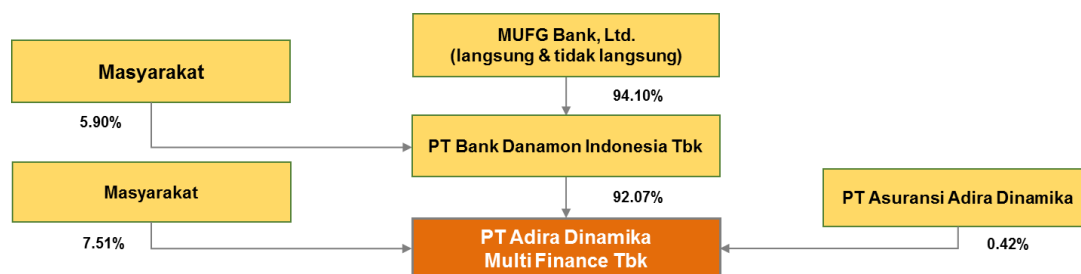 MUFG Bank, Ltd.
(langsung & tidak langsung)
Masyarakat
94.10%
5.90%
PT Bank Danamon Indonesia Tbk
Masyarakat
92.07%
PT Asuransi Adira Dinamika
7.51%
PT Adira Dinamika
Multi Finance Tbk
0.42%